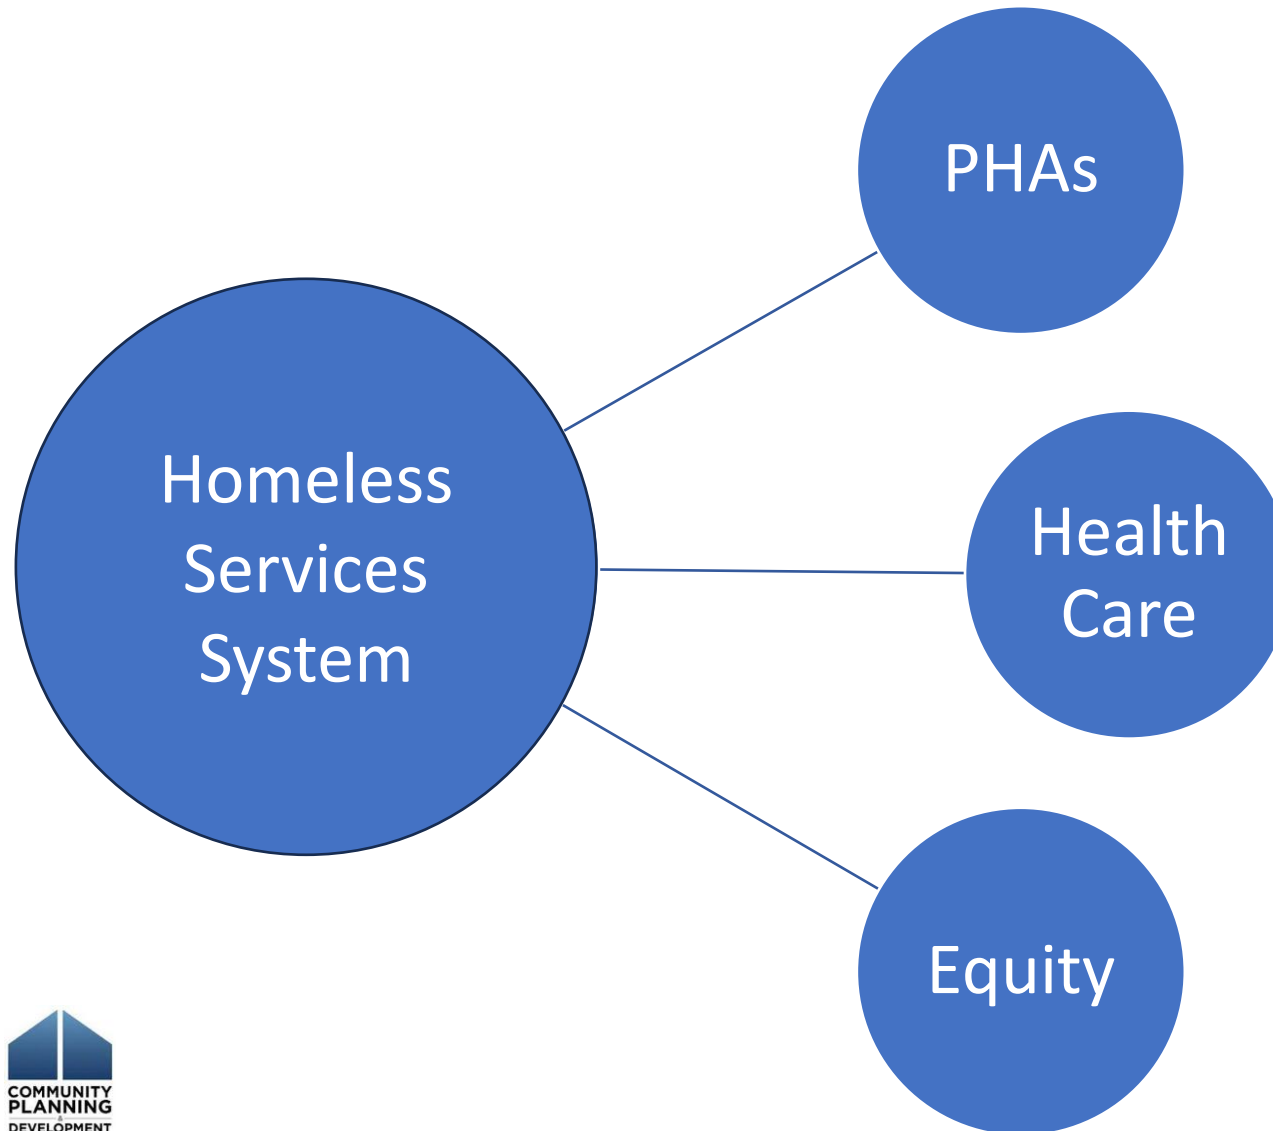 PHAs
Homeless
Services
System
Health
Care
Equity
COMMUNITY
PLANNING
&
DEVELOPMENT